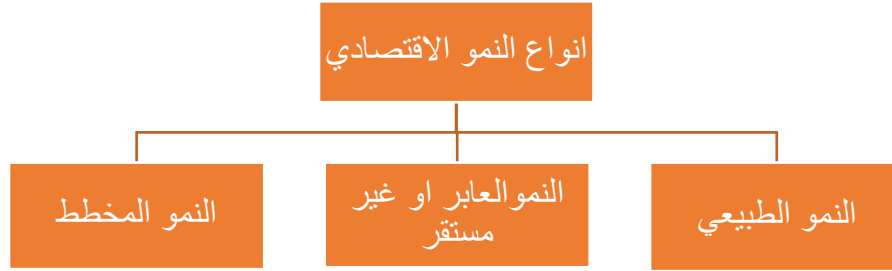 انواع النمو الاقتصادي
النمو الطبيعي
النموالعابر او غير
مستقر
النمو المخطط